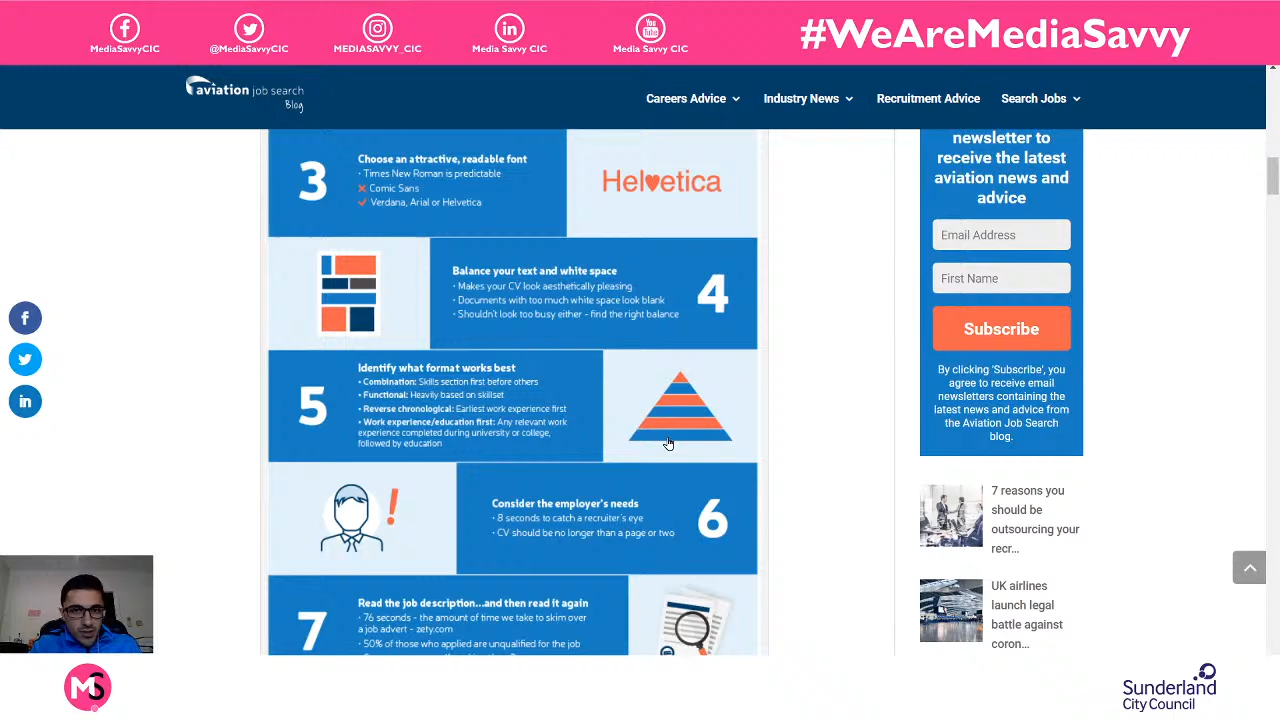 MediaSavvyCIC
@MediaSavvyCIC
MEDIASAVVY_CIC
in
Media Savvy CIC
You
Tube
Media Savvy CIC
#WeAreMediaSavvy
aviation job search
Blog
Careers Advice
Industry News
Recruitment Advice
Search Jobs
3
Choose an attractive, readable font
· Times New Roman is predictable
✗ Comic Sans
✓ Verdana, Arial or Helvetica
Hel♥etica
Balance your text and white space
· Makes your CV look aesthetically pleasing
· Documents with too much white space look blank
· Shouldn't look too busy either - find the right balance
4
5
Identify what format works best
· Combination: Skills section first before others
· Functional: Heavily based on skillset
· Reverse chronological: Earliest work experience first
· Work experience/education first: Any relevant work
experience completed during university or college,
followed by education
Consider the employer's needs
· 8 seconds to catch a recruiter's eye
· CV should be no longer than a page or two
6
7
Read the job description...and then read it again
· 76 seconds - the amount of time we take to skim over
a job advert - zety.com
· 50% of those who applied are unqualified for the job
newsletter to
receive the latest
aviation news and
advice
Email Address
First Name
Subscribe
By clicking 'Subscribe', you
agree to receive email
newsletters containing the
latest news and advice from
the Aviation Job Search
blog.
7 reasons you
should be
outsourcing your
recr...
UK airlines
launch legal
battle against
coron...
f
in
MS
Sunderland
City Council